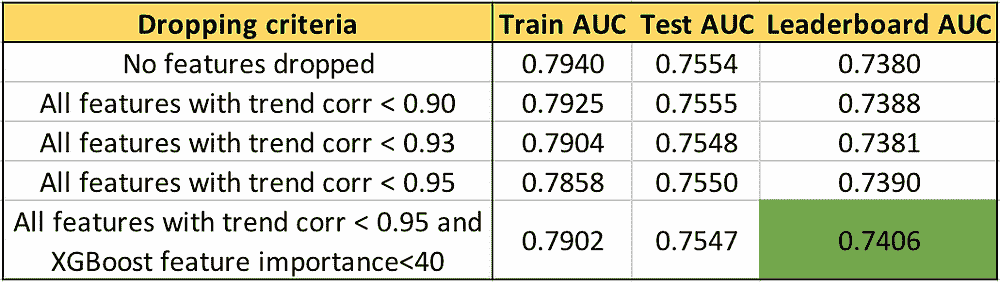 Dropping criteria Train AUC Test AUC Leaderboard AUC
No features dropped 0.7940 0.7554 0.7380
All features with trend corr < 0.90 0.7925 0.7555 0.7388
All features with trend corr < 0.93 0.7904 0.7548 0.7381
All features with trend corr < 0.95 0.7858 0.7550 0.7390
All features with trend corr < 0.95 and
XGBoost feature importance<40 0.7902 0.7547 0.7406